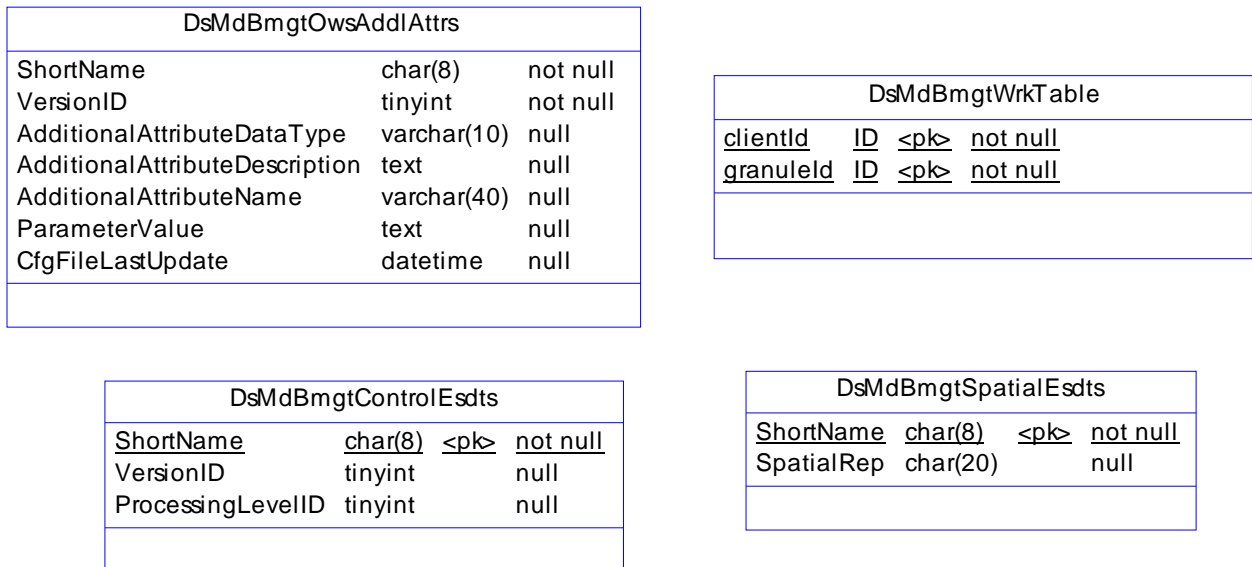 DsMdBmgtOwsAddlAttrs
ShortName char(8) not null
VersionID tinyint not null
AdditionalAttributeDataType varchar(10) null
AdditionalAttributeDescription text null
AdditionalAttributeName varchar(40) null
ParameterValue text null
CfgFileLastUpdate datetime null
DsMdBmgtWrkTable
clientId ID <pk> not null
granuleId ID <pk> not null
DsMdBmgtControlEsdts
ShortName char(8) <pk> not null
VersionID tinyint null
ProcessingLevelID tinyint null
DsMdBmgtSpatialEsdts
ShortName char(8) <pk> not null
SpatialRep char(20) null